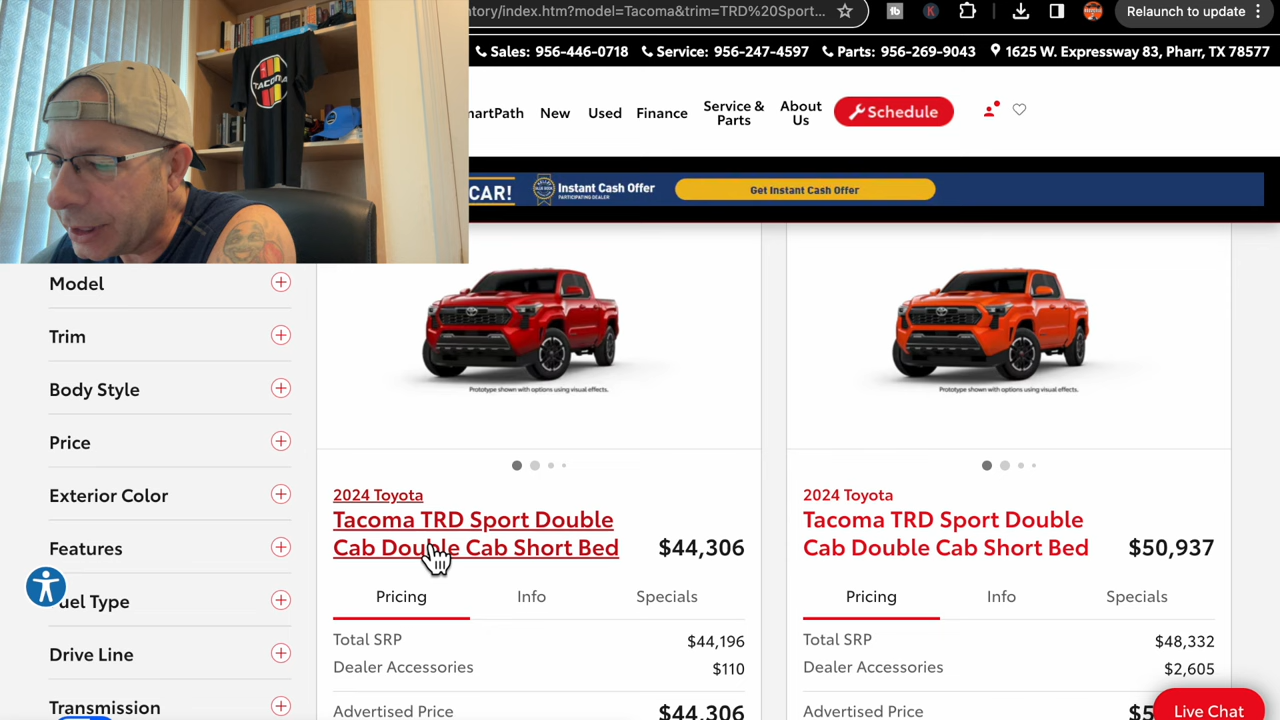 ntory/index.htm?model=Tacoma&trim=TRD%20Sport...
Relaunch to update
Sales: 956-446-0718
Service: 956-247-4597
Parts: 956-269-9043
1625 W. Expressway 83, Pharr, TX 78577
martPath
New
Used
Finance
Service &
Parts
About
Us
Schedule
CAR!
Instant Cash Offer
PARTICIPATING DEALER
Get Instant Cash Offer
TACOMA
Model
Trim
Body Style
Price
Exterior Color
Features
Fuel Type
Drive Line
Transmission
Prototype shown with options using visual effects.
2024 Toyota
Tacoma TRD Sport Double
Cab Double Cab Short Bed
$44,306
Pricing
Info
Specials
Total SRP
$44,196
Dealer Accessories
$110
Advertised Price
$44,306
Prototype shown with options using visual effects.
2024 Toyota
Tacoma TRD Sport Double
Cab Double Cab Short Bed
$50,937
Pricing
Info
Specials
Total SRP
$48,332
Dealer Accessories
$2,605
Advertised Price
Live Chat